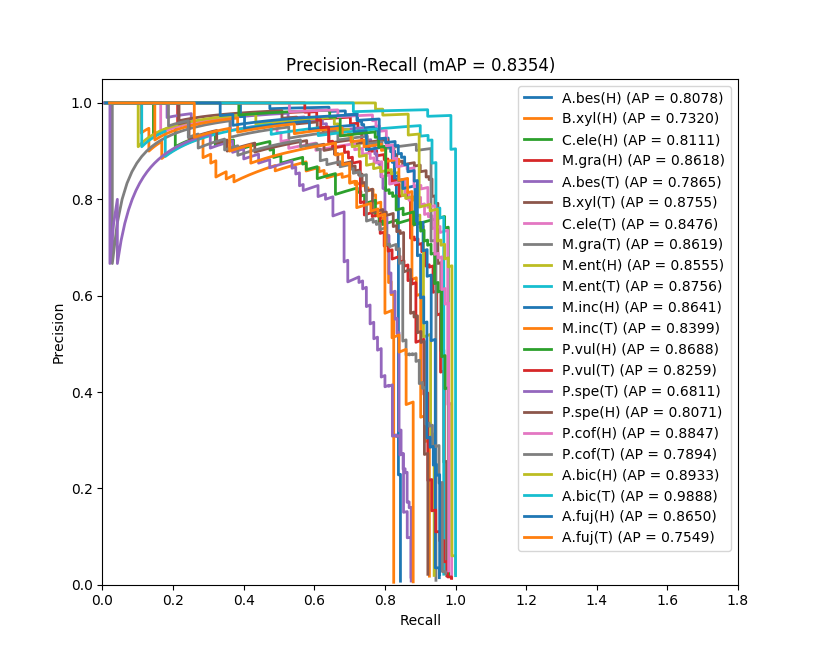 Precision-Recall (mAP = 0.8354)
1.0
0.8
0.6
0.4
0.2
0.0
Precision
0.0 0.2 0.4 0.6 0.8 1.0 1.2 1.4 1.6 1.8
Recall
A.bes(H) (AP = 0.8078)
B.xyl(H) (AP = 0.7320)
C.ele(H) (AP = 0.8111)
M.gra(H) (AP = 0.8618)
A.bes(T) (AP = 0.7865)
B.xyl(T) (AP = 0.8755)
C.ele(T) (AP = 0.8476)
M.gra(T) (AP = 0.8619)
M.ent(H) (AP = 0.8555)
M.ent(T) (AP = 0.8756)
M.inc(H) (AP = 0.8641)
M.inc(T) (AP = 0.8399)
P.vul(H) (AP = 0.8688)
P.vul(T) (AP = 0.8259)
P.spe(T) (AP = 0.6811)
P.spe(H) (AP = 0.8071)
P.cof(H) (AP = 0.8847)
P.cof(T) (AP = 0.7894)
A.bic(H) (AP = 0.8933)
A.bic(T) (AP = 0.9888)
A.fuj(H) (AP = 0.8650)
A.fuj(T) (AP = 0.7549)